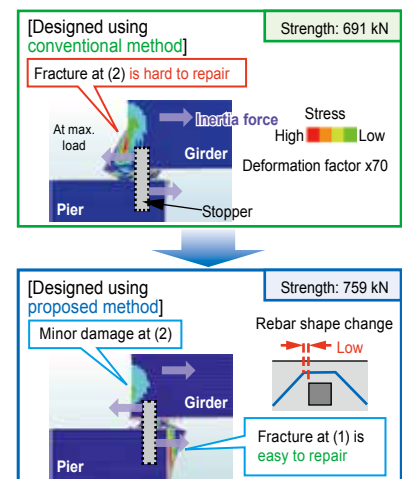 [Designed using
conventional method]
Strength: 691 kN
Fracture at (2) is hard to repair
Inertia force
At max.
load
Stress
High
Low
Girder
Deformation factor x70
Pier
Stopper
[Designed using
proposed method]
Strength: 759 kN
Minor damage at (2)
Rebar shape change
Low
Girder
Fracture at (1) is
easy to repair
Pier